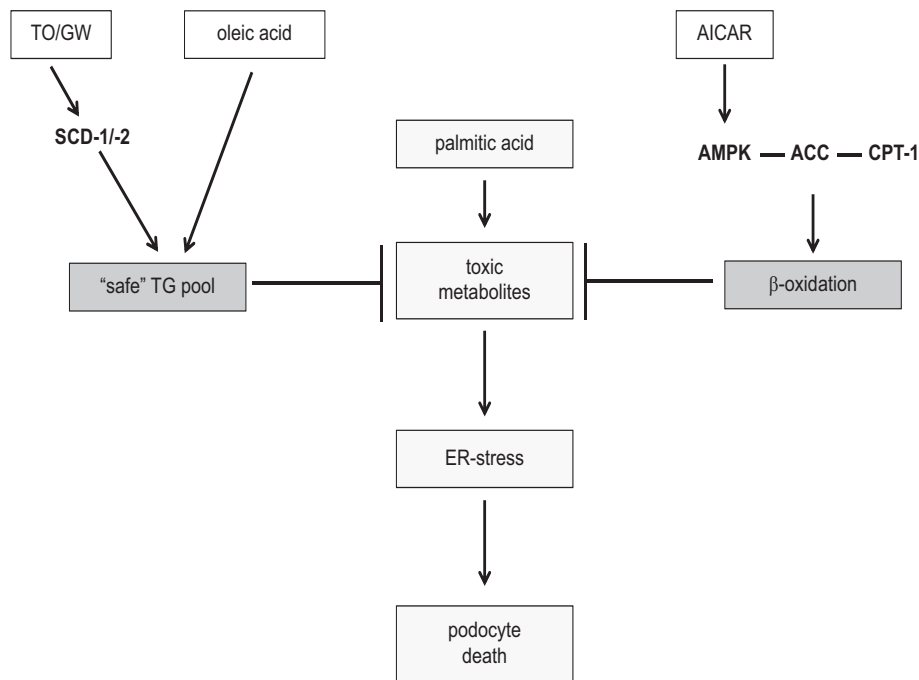 TO/GW
oleic acid
AICAR
SCD-1/-2
palmitic acid
AMPK — ACC — CPT-1
“safe” TG pool
toxic
metabolites
β-oxidation
ER-stress
podocyte
death